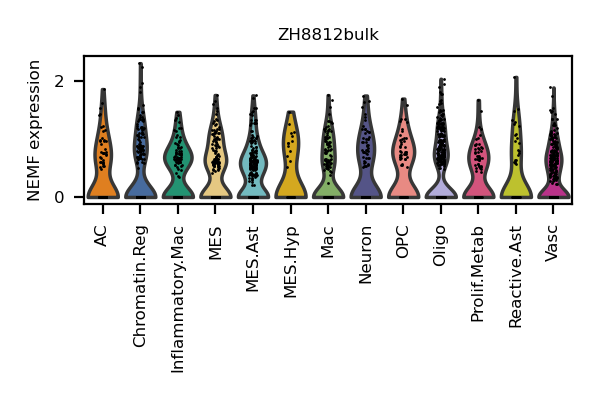 ZH8812bulk
NEMF expression
2
0
AC
Chromatin.Reg
Inflammatory.Mac
MES
MES.Ast
MES.Hyp
Mac
Neuron
OPC
Oligo
Prolif.Metab
Reactive.Ast
Vasc